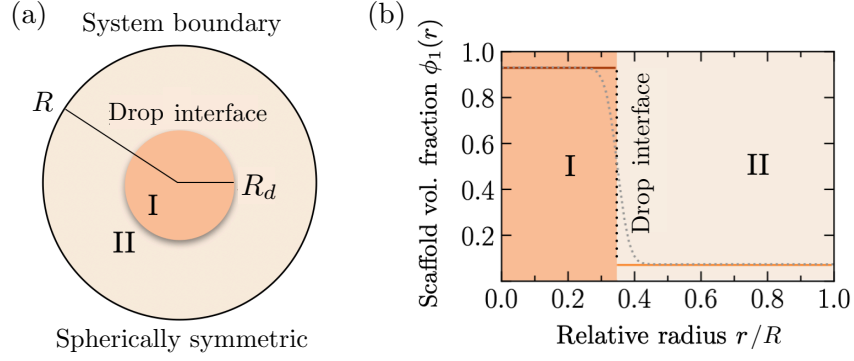 (a)
System boundary
R
Drop interface
R_d
I
II
Spherically symmetric
(b)
Scaffold vol. fraction ϕ₁(r)
1.0
0.8
0.6
0.4
0.2
I
Drop interface
II
0.0 0.2 0.4 0.6 0.8 1.0
Relative radius r/R